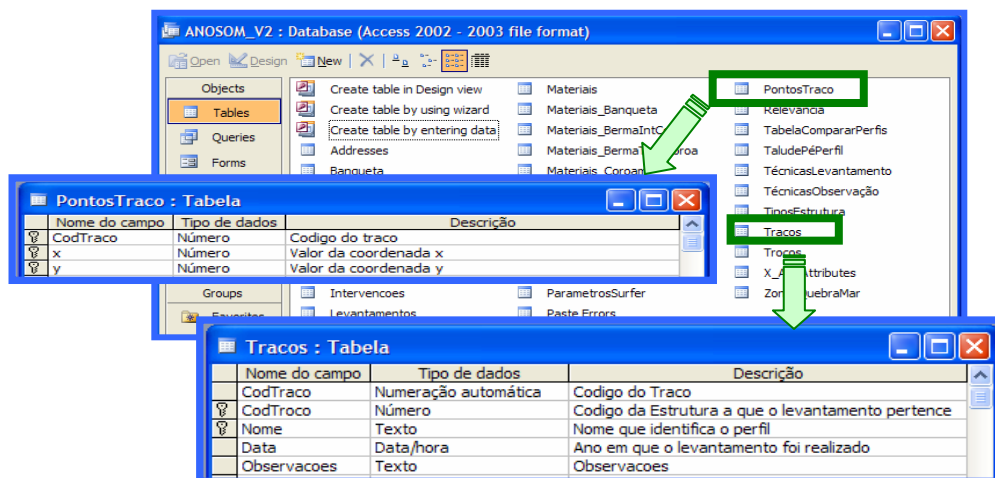 ANOSOM_V2 : Database (Access 2002 - 2003 file format)
Open Design New
Objects
Tables
Queries
Forms
Groups
Create table in Design view
Create table by using wizard
Create table by entering data
Addresses
Banqueta
Intervencoes
Levantamentos
Materiais
Materiais_Banqueta
ParametrosSurfer
Paste Errors
PontosTraco
Relevancia
TabelaCompararPerfis
TaludePéPerfil
TécnicasLevantamento
TécnicasObservação
TiposEstrutura
Tracos
Trocos
PontosTraco : Tabela
Nome do campo Tipo de dados Descrição
CodTraco Número Codigo do traco
x Número Valor da coordenada x
y Número Valor da coordenada y
Tracos : Tabela
Nome do campo Tipo de dados Descrição
CodTraco Numeração automática Codigo do Traco
CodTroco Número Codigo da Estrutura a que o levantamento pertence
Nome Texto Nome que identifica o perfil
Data Data/hora Ano em que o levantamento foi realizado
Observacoes Texto Observacoes